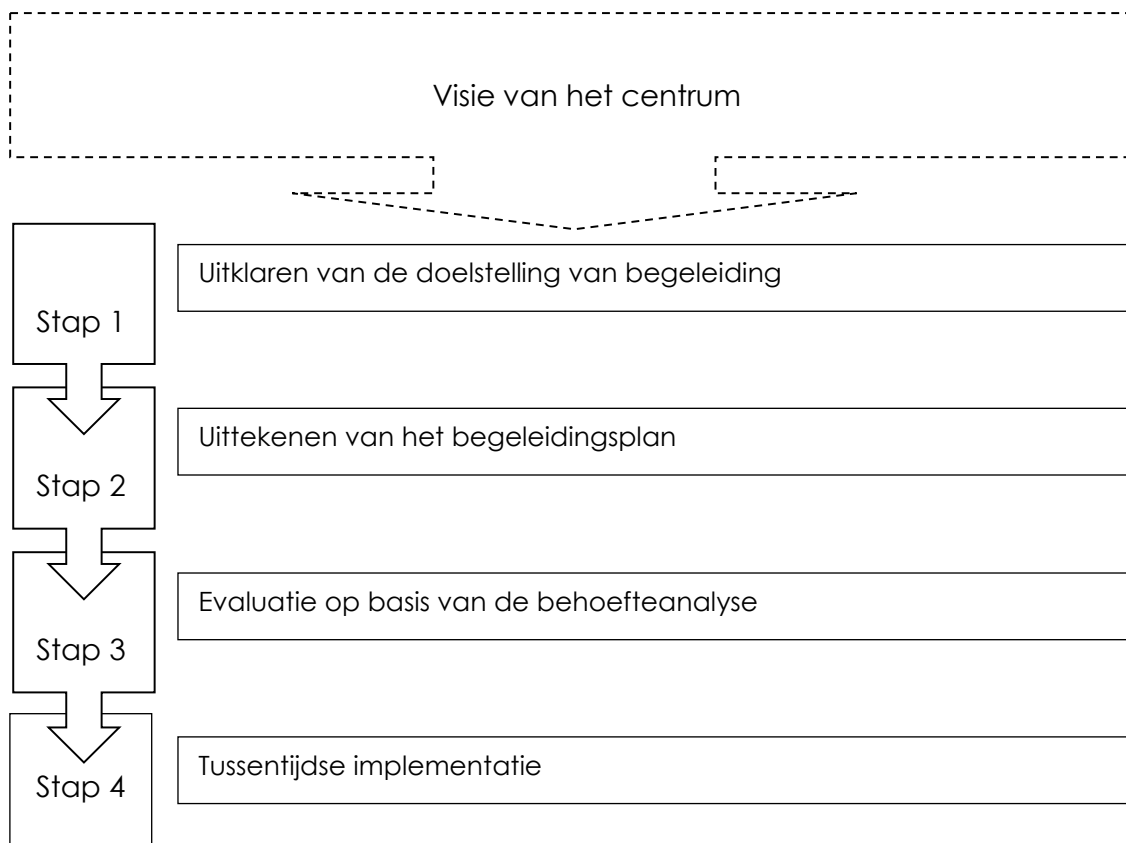 Visie van het centrum
Stap 1
Uitklaren van de doelstelling van begeleiding
Stap 2
Uittekenen van het begeleidingsplan
Stap 3
Evaluatie op basis van de behoefteanalyse
Stap 4
Tussentijdse implementatie